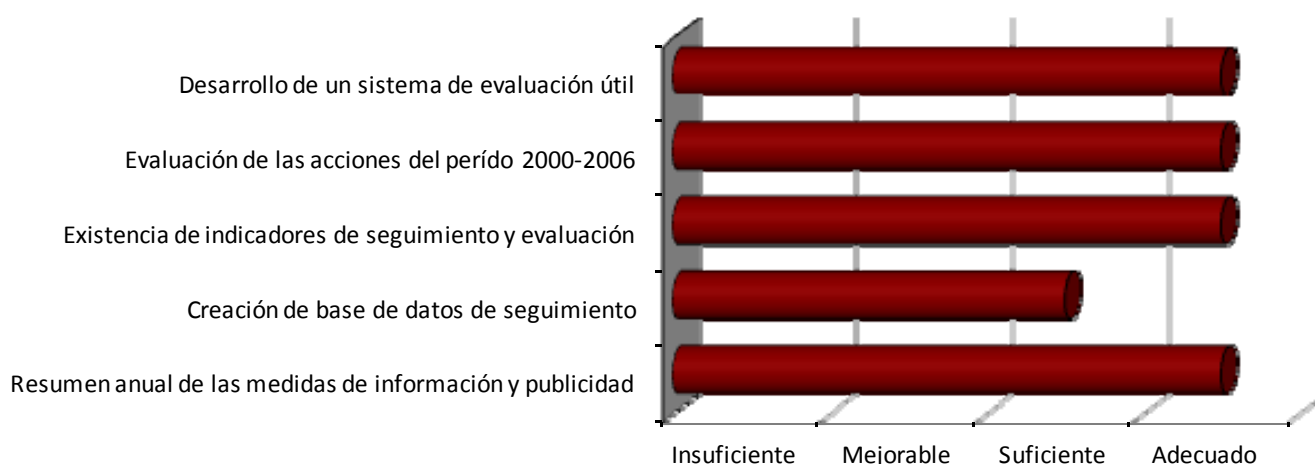 Desarrollo de un sistema de evaluación útil
Evaluación de las acciones del perído 2000-2006
Existencia de indicadores de seguimiento y evaluación
Creación de base de datos de seguimiento
Resumen anual de las medidas de información y publicidad
Insuficiente Mejorable Suficiente Adecuado